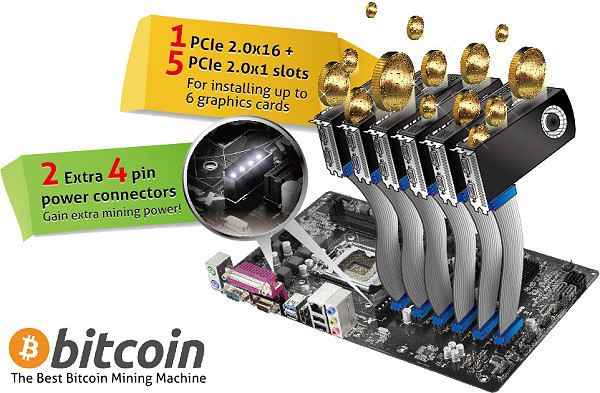 1 PCIe 2.0x16 +
5 PCIe 2.0x1 slots
For installing up to
6 graphics cards
2 Extra 4 pin
power connectors
Gain extra mining power!
bitcoin
The Best Bitcoin Mining Machine